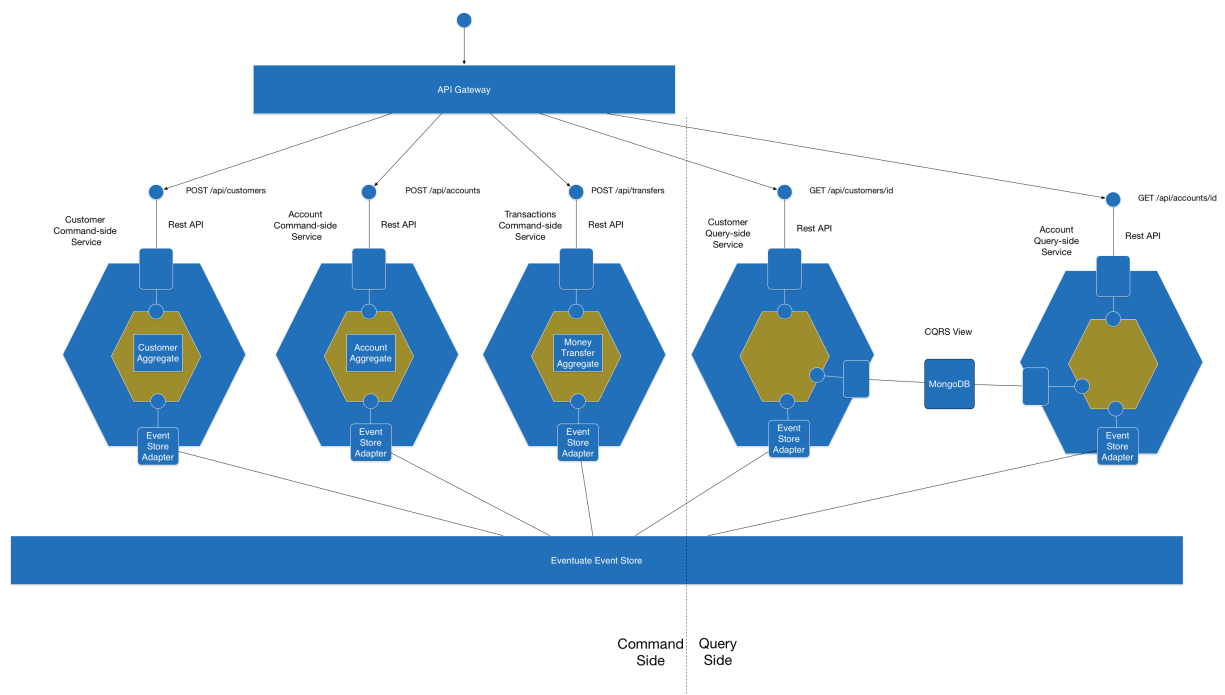 API Gateway
POST /api/customers
POST /api/accounts
POST /api/transfers
GET /api/customers/id
GET /api/accounts/id
Customer
Command-side
Service
Rest API
Account
Command-side
Service
Rest API
Transactions
Command-side
Service
Rest API
Customer
Query-side
Service
Rest API
Account
Query-side
Service
Rest API
Customer
Aggregate
Account
Aggregate
Money
Transfer
Aggregate
CQRS View
MongoDB
Event
Store
Adapter
Event
Store
Adapter
Event
Store
Adapter
Event
Store
Adapter
Event
Store
Adapter
Eventuate Event Store
Command
Side
Query
Side